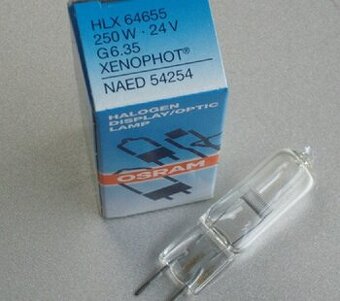 HLX 64655
250 W · 24 V
G6.35
XENOPHOT®
NAED 54254
HALOGEN
DISPLAY/OPTIC
LAMP
OSRAM